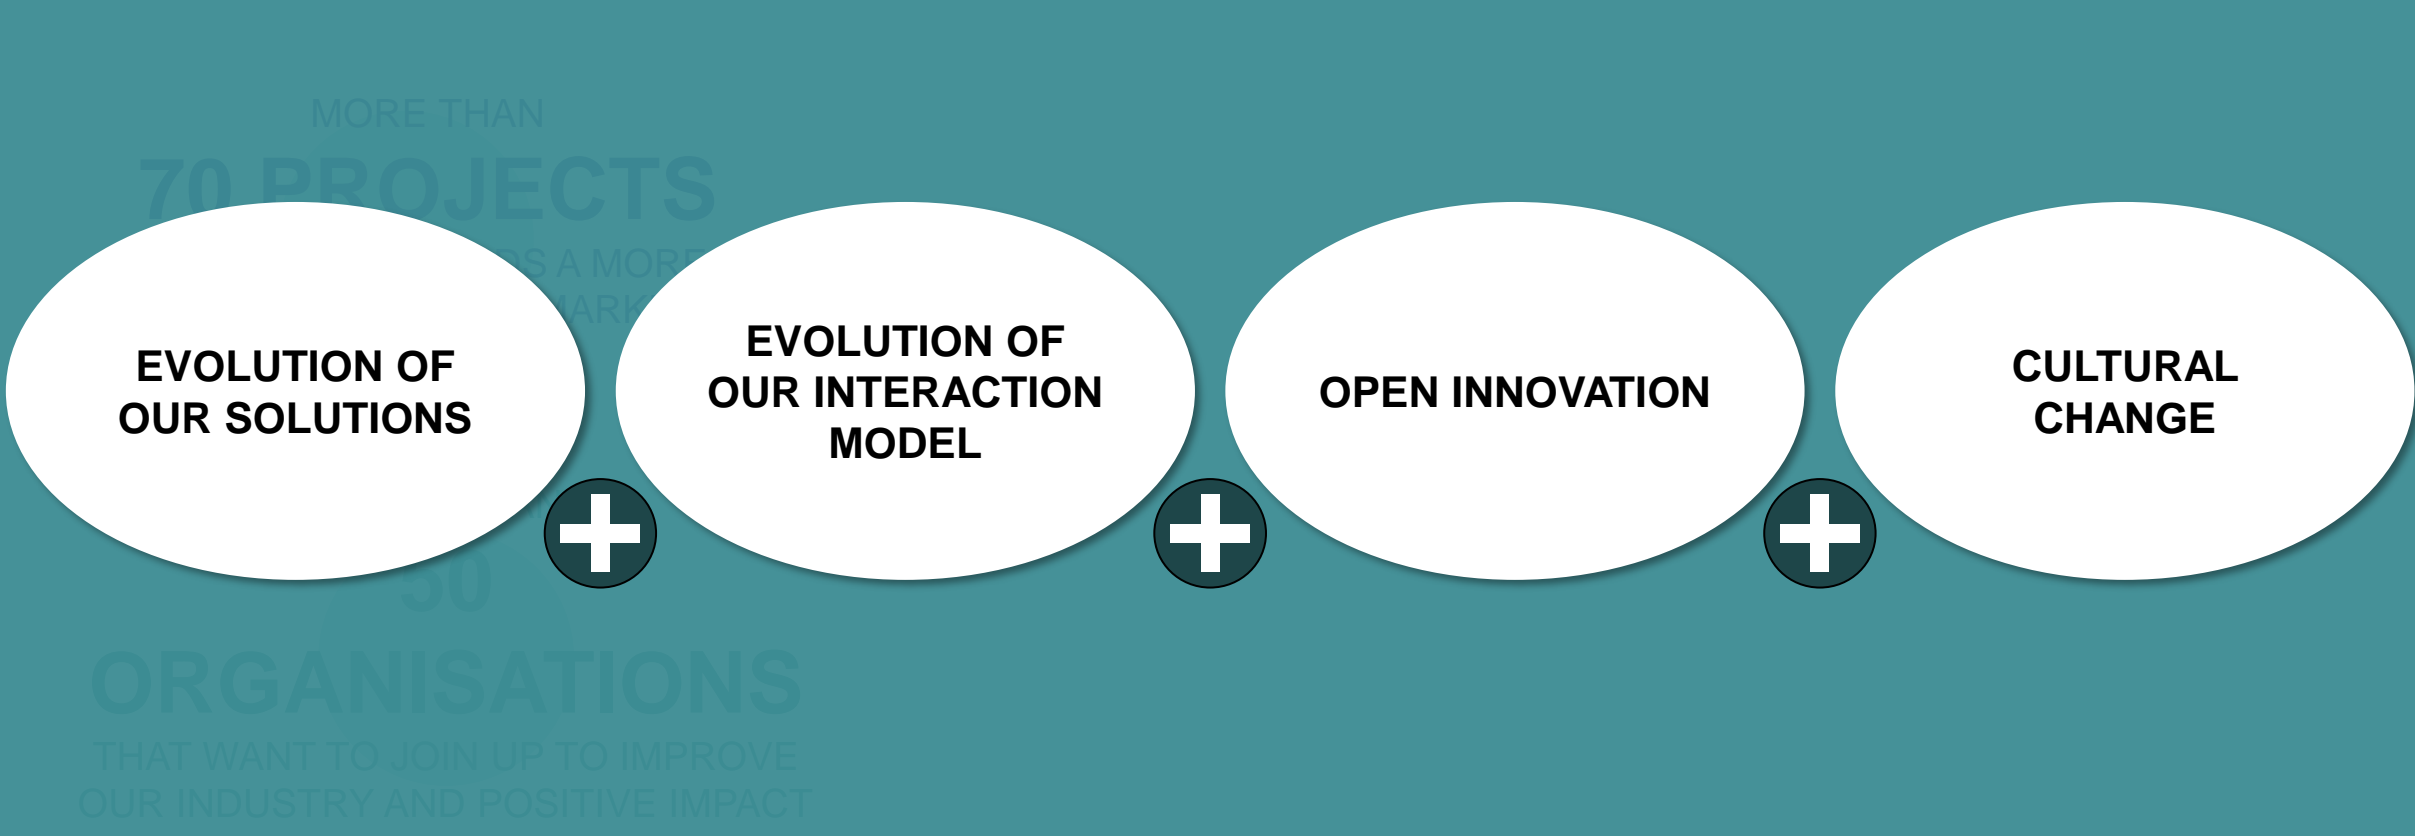 MORE THAN
70 PROJECTS
A MORE
EVOLUTION OF
OUR SOLUTIONS
EVOLUTION OF
OUR INTERACTION
MODEL
OPEN INNOVATION
CULTURAL
CHANGE
50
ORGANISATIONS
THAT WANT TO JOIN UP TO IMPROVE
OUR INDUSTRY AND POSITIVE IMPACT